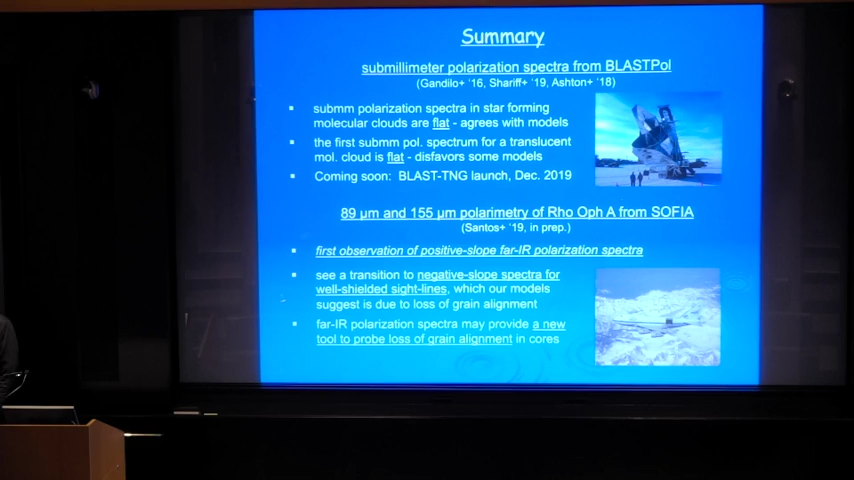 Summary
submillimeter polarization spectra from BLASTPol
(Gandilo+ '16, Shariff+ '19, Ashton+ '18)
submm polarization spectra in star forming
molecular clouds are flat - agrees with models
the first submm pol. spectrum for a translucent
mol. cloud is flat - disfavors some models
Coming soon: BLAST-TNG launch, Dec. 2019
89 µm and 155 µm polarimetry of Rho Oph A from SOFIA
(Santos+ '19, in prep.)
first observation of positive-slope far-IR polarization spectra
see a transition to negative-slope spectra for
well-shielded sight-lines, which our models
suggest is due to loss of grain alignment
far-IR polarization spectra may provide a new
tool to probe loss of grain alignment in cores